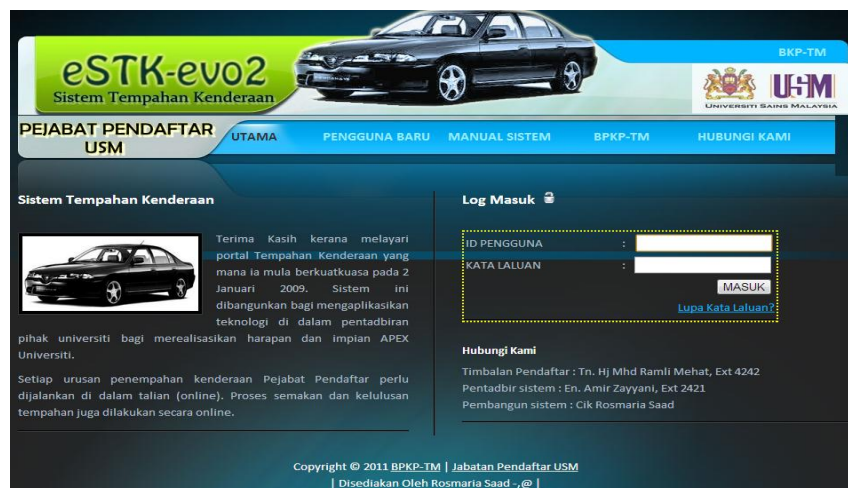 BKP-TM
eSTK-evo2
Sistem Tempahan Kenderaan
USM
UNIVERSITI SAINS MALAYSIA
PEJABAT PENDAFTAR
USM
UTAMA PENGGUNA BARU MANUAL SISTEM BPKP-TM HUBUNGI KAMI
Sistem Tempahan Kenderaan
Terima Kasih kerana melayari
portal Tempahan Kenderaan yang
mana ia mula berkuatkuasa pada 2
Januari 2009. Sistem ini
dibangunkan bagi mengaplikasikan
teknologi di dalam pentadbiran
pihak universiti bagi merealisasikan harapan dan impian APEX
Universiti.
Setiap urusan penempahan kenderaan Pejabat Pendaftar perlu
dijalankan di dalam talian (online). Proses semakan dan kelulusan
tempahan juga dilakukan secara online.
Log Masuk
ID PENGGUNA :
KATA LALUAN :
MASUK
Lupa Kata Laluan?
Hubungi Kami
Timbalan Pendaftar : Tn. Hj Mhd Ramli Mehat, Ext 4242
Pentadbir sistem : En. Amir Zayyani, Ext 2421
Pembangun sistem : Cik Rosmaria Saad
Copyright © 2011 BPKP-TM | Jabatan Pendaftar USM
| Disediakan Oleh Rosmaria Saad -,@ |